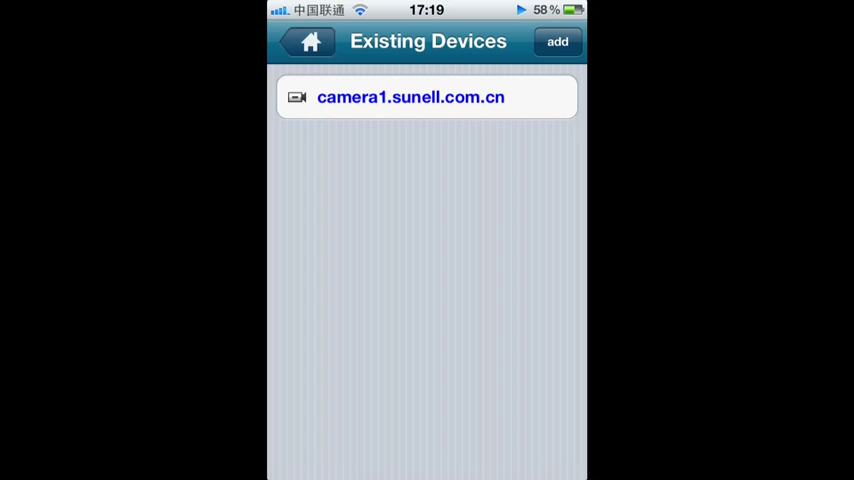 中国联通 17:19 58%
Existing Devices add
camera1.sunell.com.cn